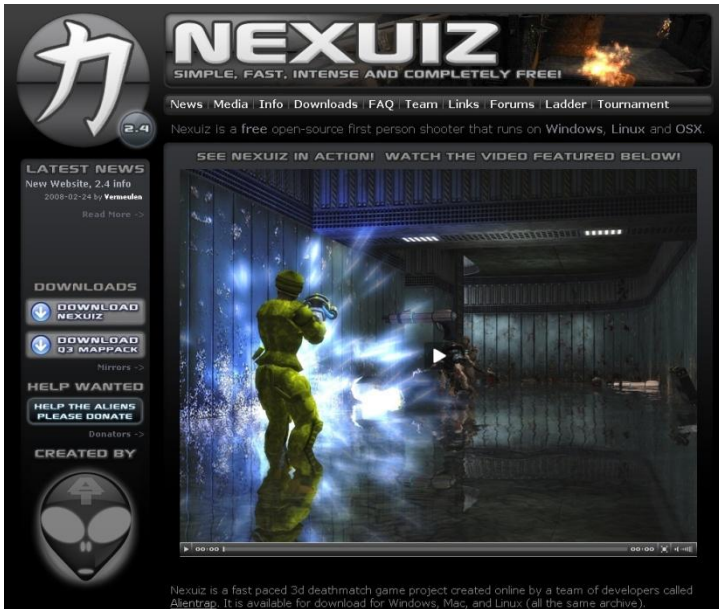 力
2.4
NEXUIZ
SIMPLE, FAST, INTENSE AND COMPLETELY FREE!
News | Media | Info | Downloads | FAQ | Team | Links | Forums | Ladder | Tournament
Nexuiz is a free open-source first person shooter that runs on Windows, Linux and OSX.
LATEST NEWS
New Website, 2.4 info
2008-02-24 by Vermeulen
Read More ->
DOWNLOADS
DOWNLOAD
NEXUIZ
DOWNLOAD
Q3 MAPPACK
Mirrors ->
HELP WANTED
HELP THE ALIENS
PLEASE DONATE
Donators ->
CREATED BY
SEE NEXUIZ IN ACTION! WATCH THE VIDEO FEATURED BELOW!
00:00
00:00
Nexuiz is a fast paced 3d deathmatch game project created online by a team of developers called
Alientrap. It is available for download for Windows, Mac, and Linux (all the same archive).